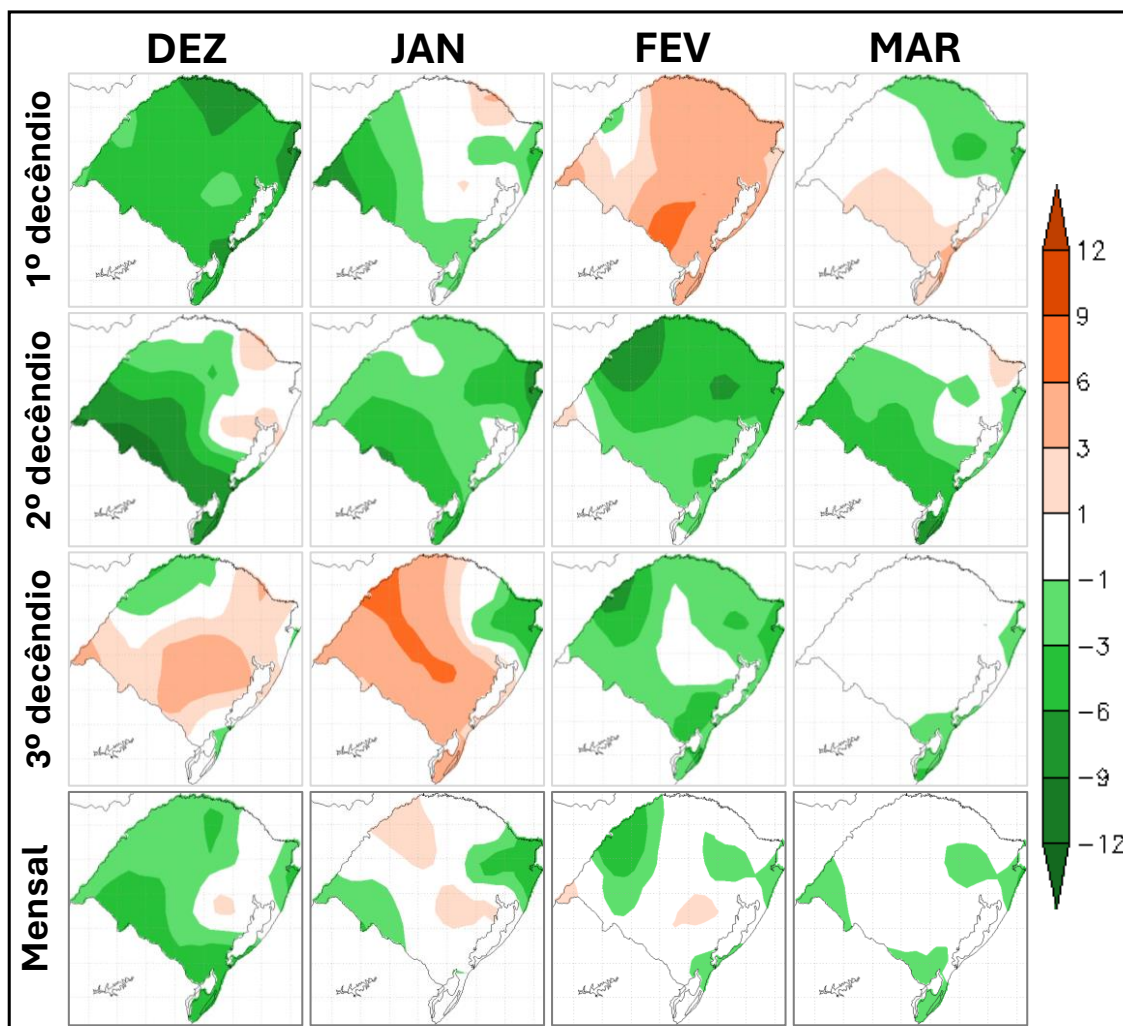 DEZ JAN FEV MAR
1º decêndio
2º decêndio
3º decêndio
Mensal
12
9
6
3
1
−1
−3
−6
−9
−12